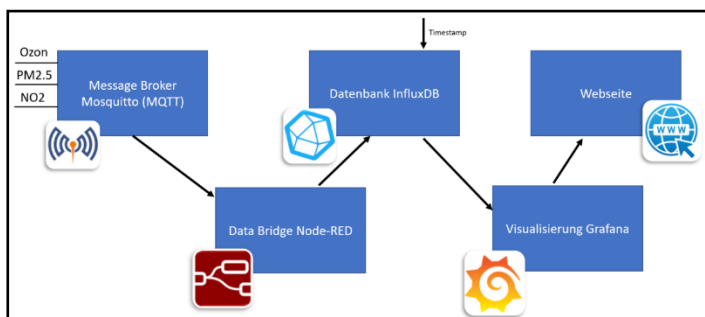 Timestamp
Ozon
PM2.5
NO2
Message Broker
Mosquitto (MQTT)
Datenbank InfluxDB
Webseite
WWW
Data Bridge Node-RED
Visualisierung Grafana